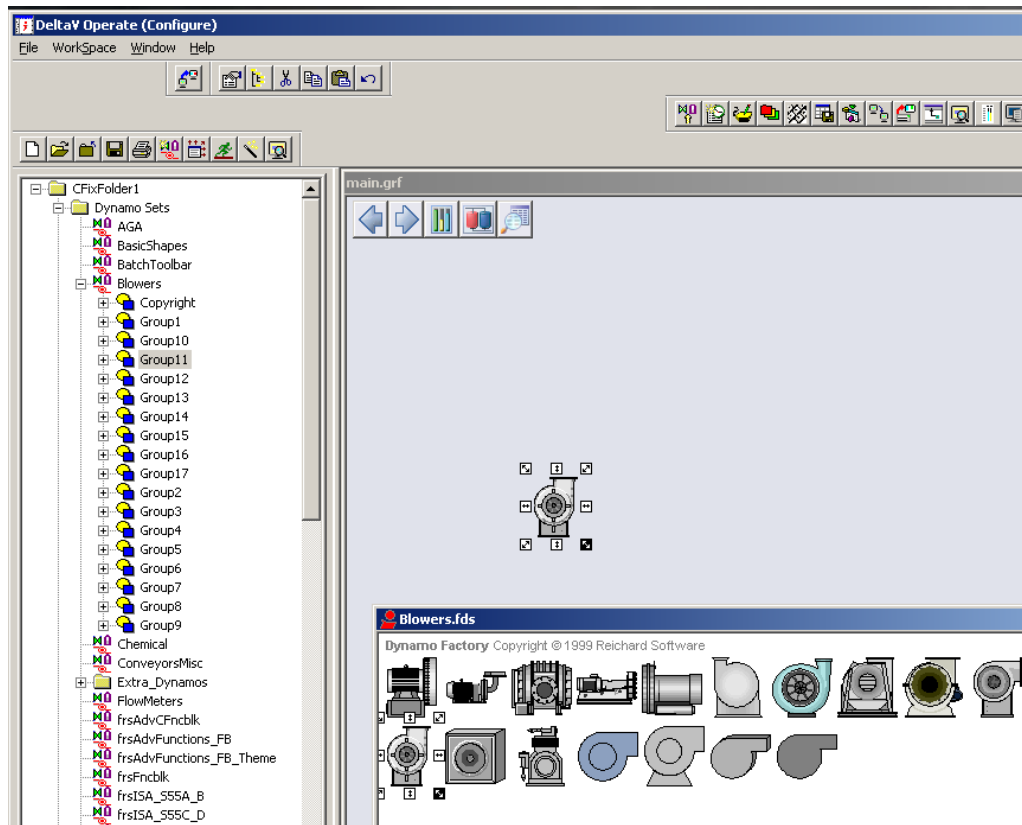 DeltaV Operate (Configure)
File WorkSpace Window Help
CFixFolder1
Dynamo Sets
AGA
BasicShapes
BatchToolbar
Blowers
Copyright
Group1
Group10
Group11
Group12
Group13
Group14
Group15
Group16
Group17
Group2
Group3
Group4
Group5
Group6
Group7
Group8
Group9
Chemical
ConveyorsMisc
Extra_Dynamos
FlowMeters
frsAdvCFncblk
frsAdvFunctions_FB
frsAdvFunctions_FB_Theme
frsFncblk
frsISA_S55A_B
frsISA_S55C_D
main.grf
Blowers.fds
Dynamo Factory Copyright © 1999 Reichard Software